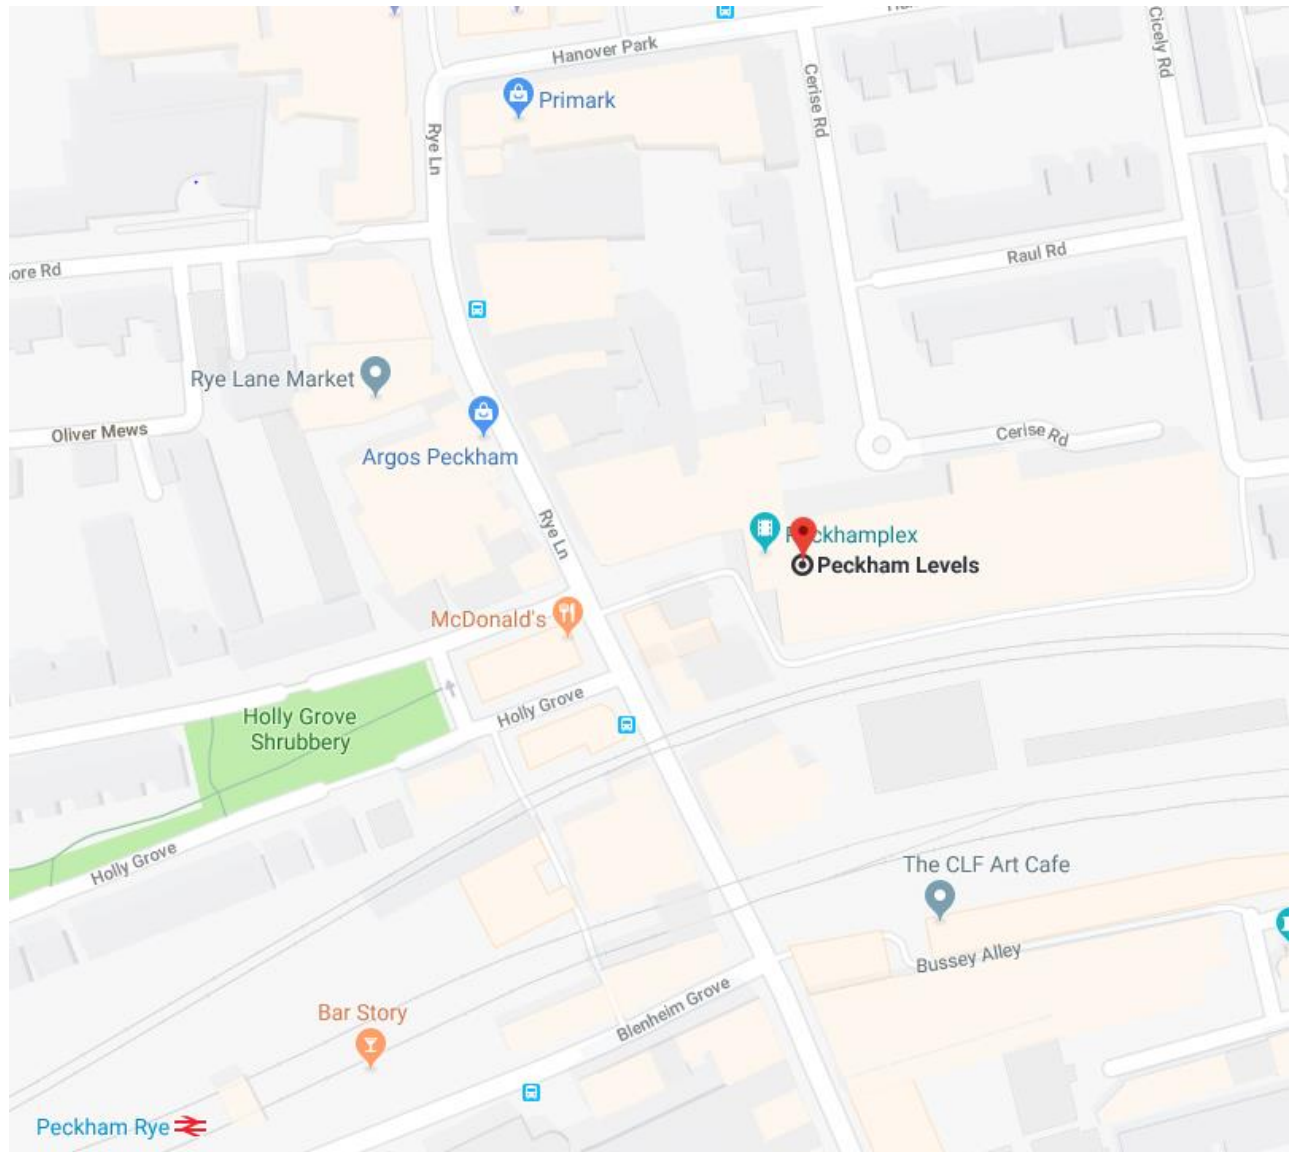 Hanover Park
Cicely Rd
Cerise Rd
Primark
Rye Ln
Raul Rd
ore Rd
Rye Lane Market
Oliver Mews
Argos Peckham
Cerise Rd
Rye Ln
ckhamplex
Peckham Levels
McDonald's
Holly Grove
Holly Grove
Shrubbery
Holly Grove
The CLF Art Cafe
Bussey Alley
Blenheim Grove
Bar Story
Peckham Rye